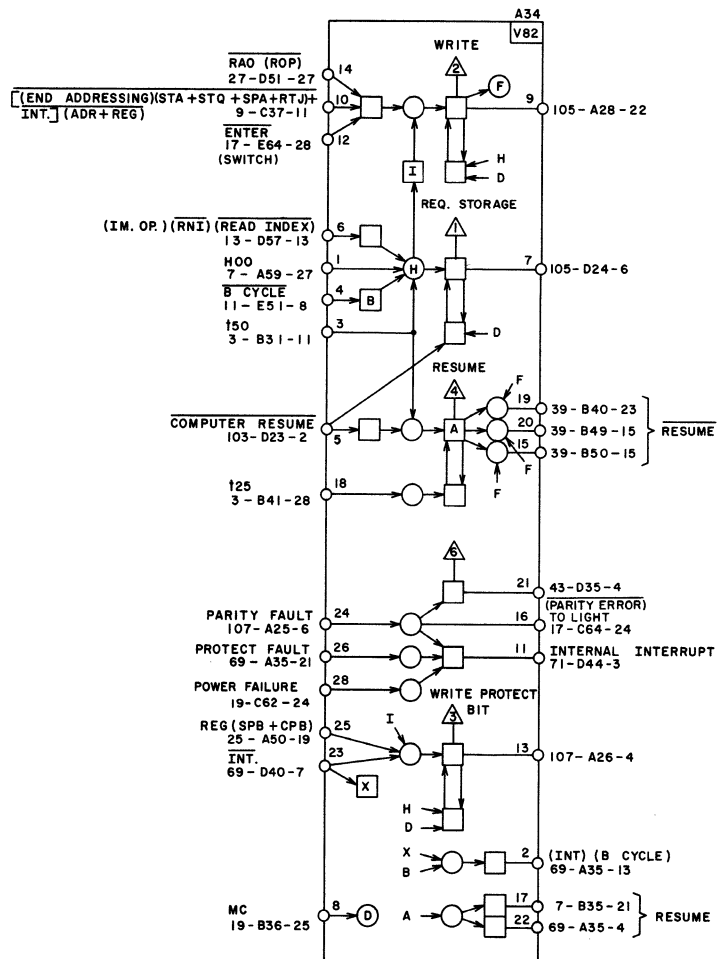 A34
V82
WRITE
RAO (ROP)
27-D51-27
14
2
F
[(END ADDRESSING)(STA+STQ+SPA+RTJ)+
INT.] (ADR+REG)
9-C37-11
10
9
105-A28-22
ENTER
17-E64-28
(SWITCH)
12
I
H
D
REQ. STORAGE
(IM. OP.) (RNI) (READ INDEX)
13-D57-13
6
1
HOO
7-A59-27
1
H
7
105-D24-6
B CYCLE
11-E51-8
4
B
t50
3-B31-11
3
D
RESUME
4
F
COMPUTER RESUME
103-D23-2
5
A
19
39-B40-23
20
39-B49-15
15
39-B50-15
RESUME
F
F
t25
3-B41-28
18
6
21
43-D35-4
PARITY FAULT
107-A25-6
24
16
(PARITY ERROR)
TO LIGHT
17-C64-24
PROTECT FAULT
69-A35-21
26
11
INTERNAL INTERRUPT
71-D44-3
POWER FAILURE
19-C62-24
28
WRITE PROTECT
BIT
3
REG (SPB+CPB)
25-A50-19
25
I
13
107-A26-4
INT.
69-D40-7
23
X
H
D
X
B
2
(INT) (B CYCLE)
69-A35-13
MC
19-B36-25
8
D
A
17
7-B35-21
22
69-A35-4
RESUME